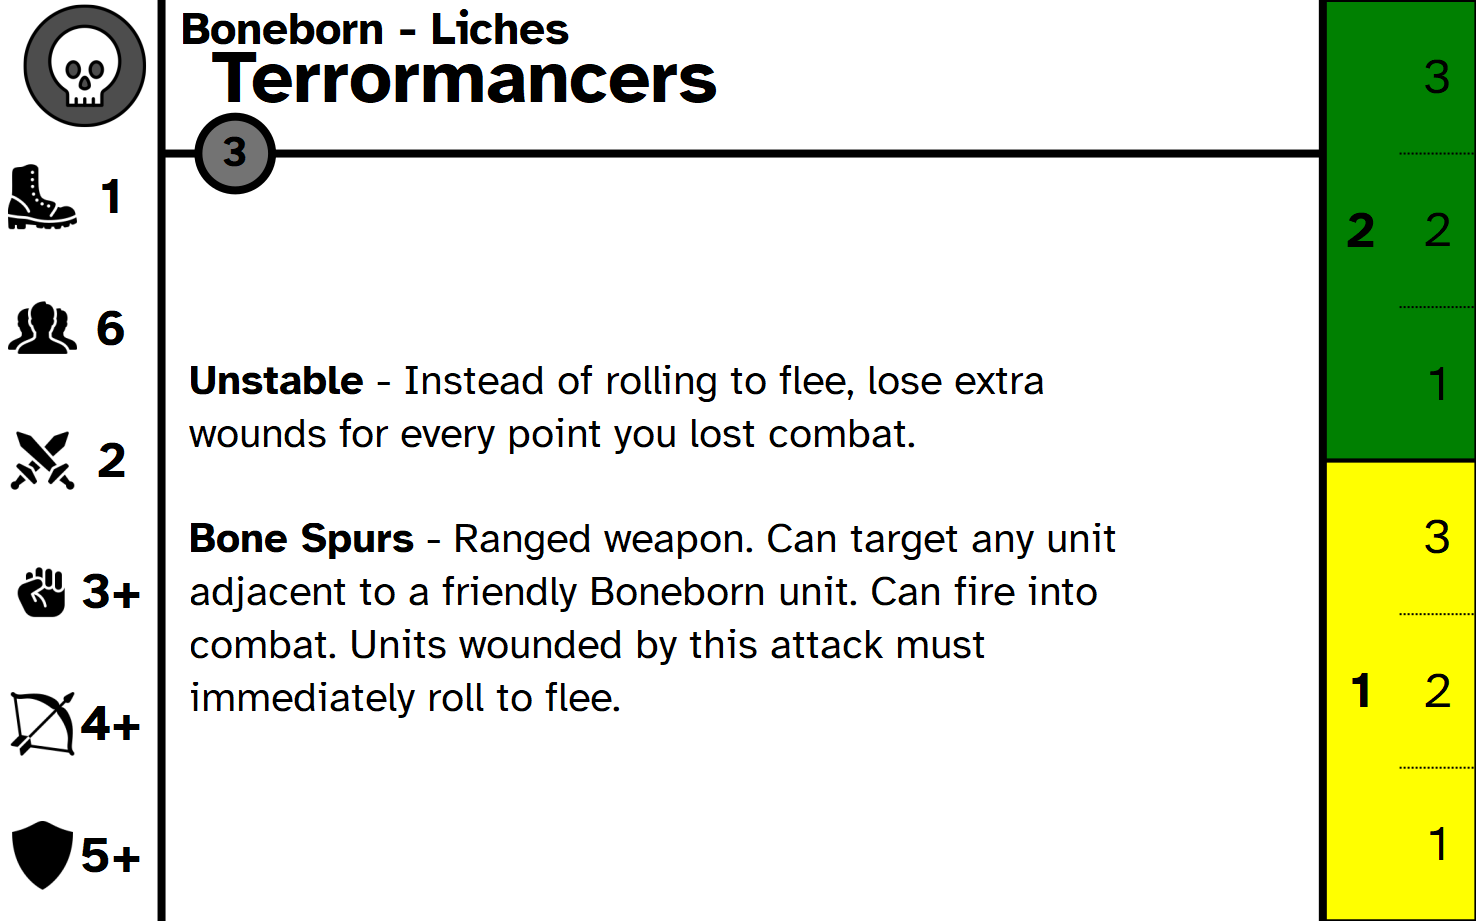 Boneborn - Liches
Terrormancers
3
1
6
2
3+
4+
5+
Unstable - Instead of rolling to flee, lose extra
wounds for every point you lost combat.
Bone Spurs - Ranged weapon. Can target any unit
adjacent to a friendly Boneborn unit. Can fire into
combat. Units wounded by this attack must
immediately roll to flee.
3
2 2
1
3
1 2
1